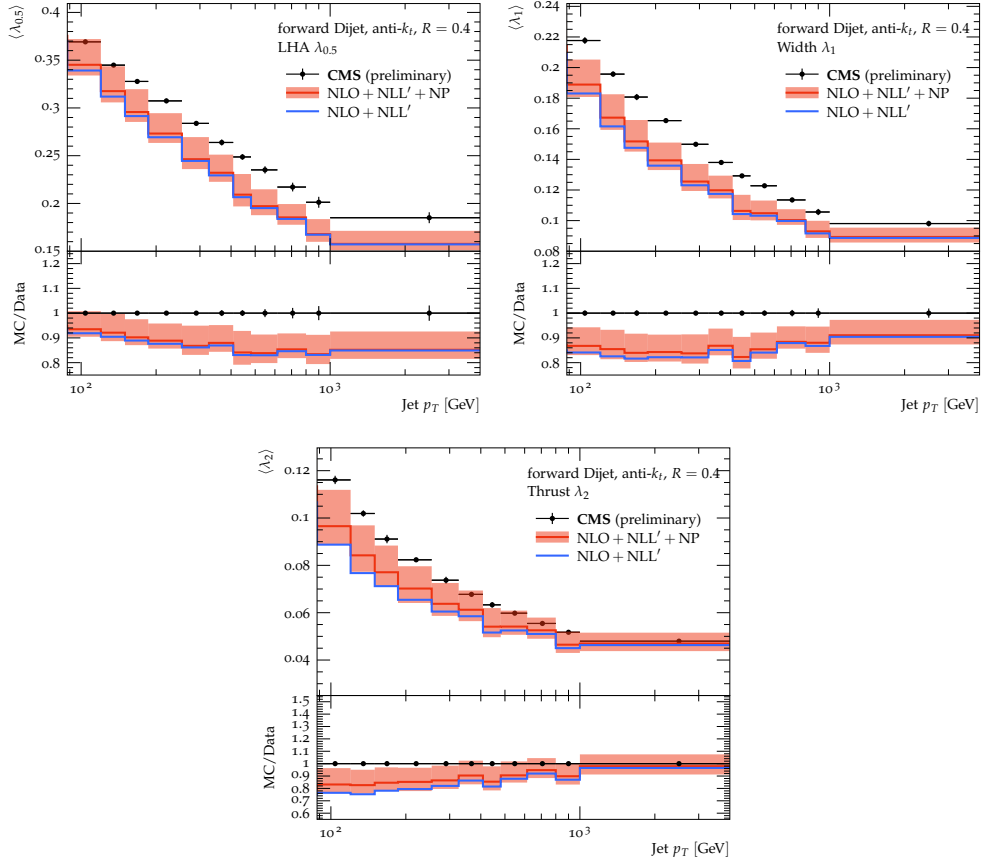 ⟨λ0.5⟩
forward Dijet, anti-kt, R = 0.4
LHA λ0.5
CMS (preliminary)
NLO + NLL′ + NP
NLO + NLL′
0.4
0.35
0.3
0.25
0.2
0.15
MC/Data
1.1
1
0.9
0.8
10²
10³
Jet pT [GeV]
⟨λ1⟩
forward Dijet, anti-kt, R = 0.4
Width λ1
CMS (preliminary)
NLO + NLL′ + NP
NLO + NLL′
0.22
0.2
0.18
0.16
0.14
0.12
0.1
0.08
MC/Data
1.2
1.1
1
0.9
0.8
10²
10³
Jet pT [GeV]
⟨λ2⟩
forward Dijet, anti-kt, R = 0.4
Thrust λ2
CMS (preliminary)
NLO + NLL′ + NP
NLO + NLL′
0.12
0.1
0.08
0.06
0.04
MC/Data
1.5
1.4
1.3
1.2
1.1
1
0.9
0.8
0.7
0.6
10²
10³
Jet pT [GeV]